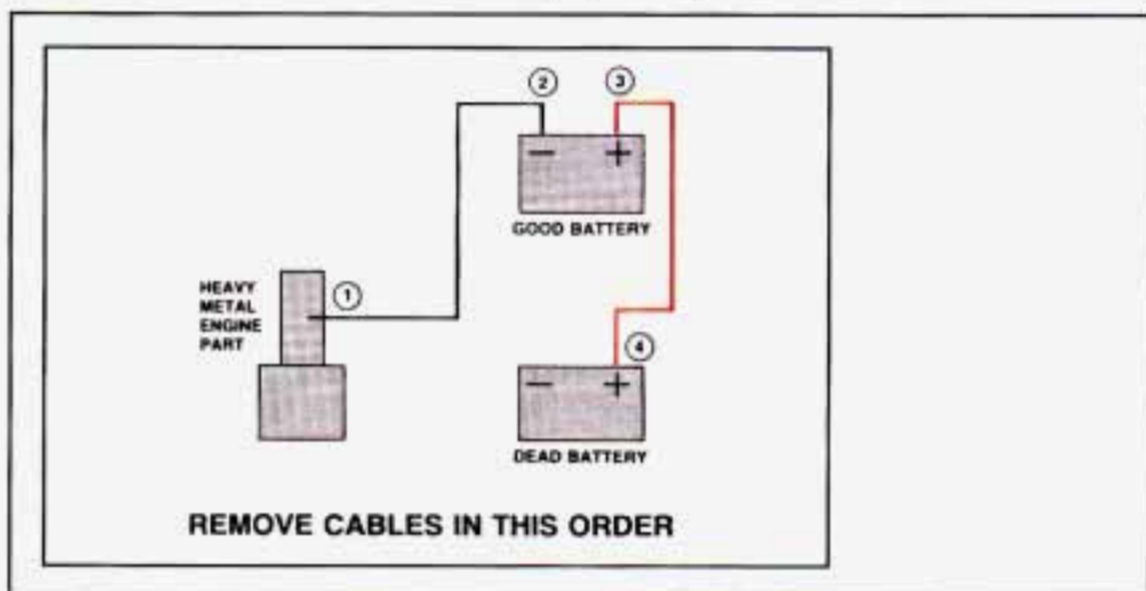 2
3
− +
GOOD BATTERY
HEAVY
METAL
ENGINE
PART
1
4
− +
DEAD BATTERY
REMOVE CABLES IN THIS ORDER